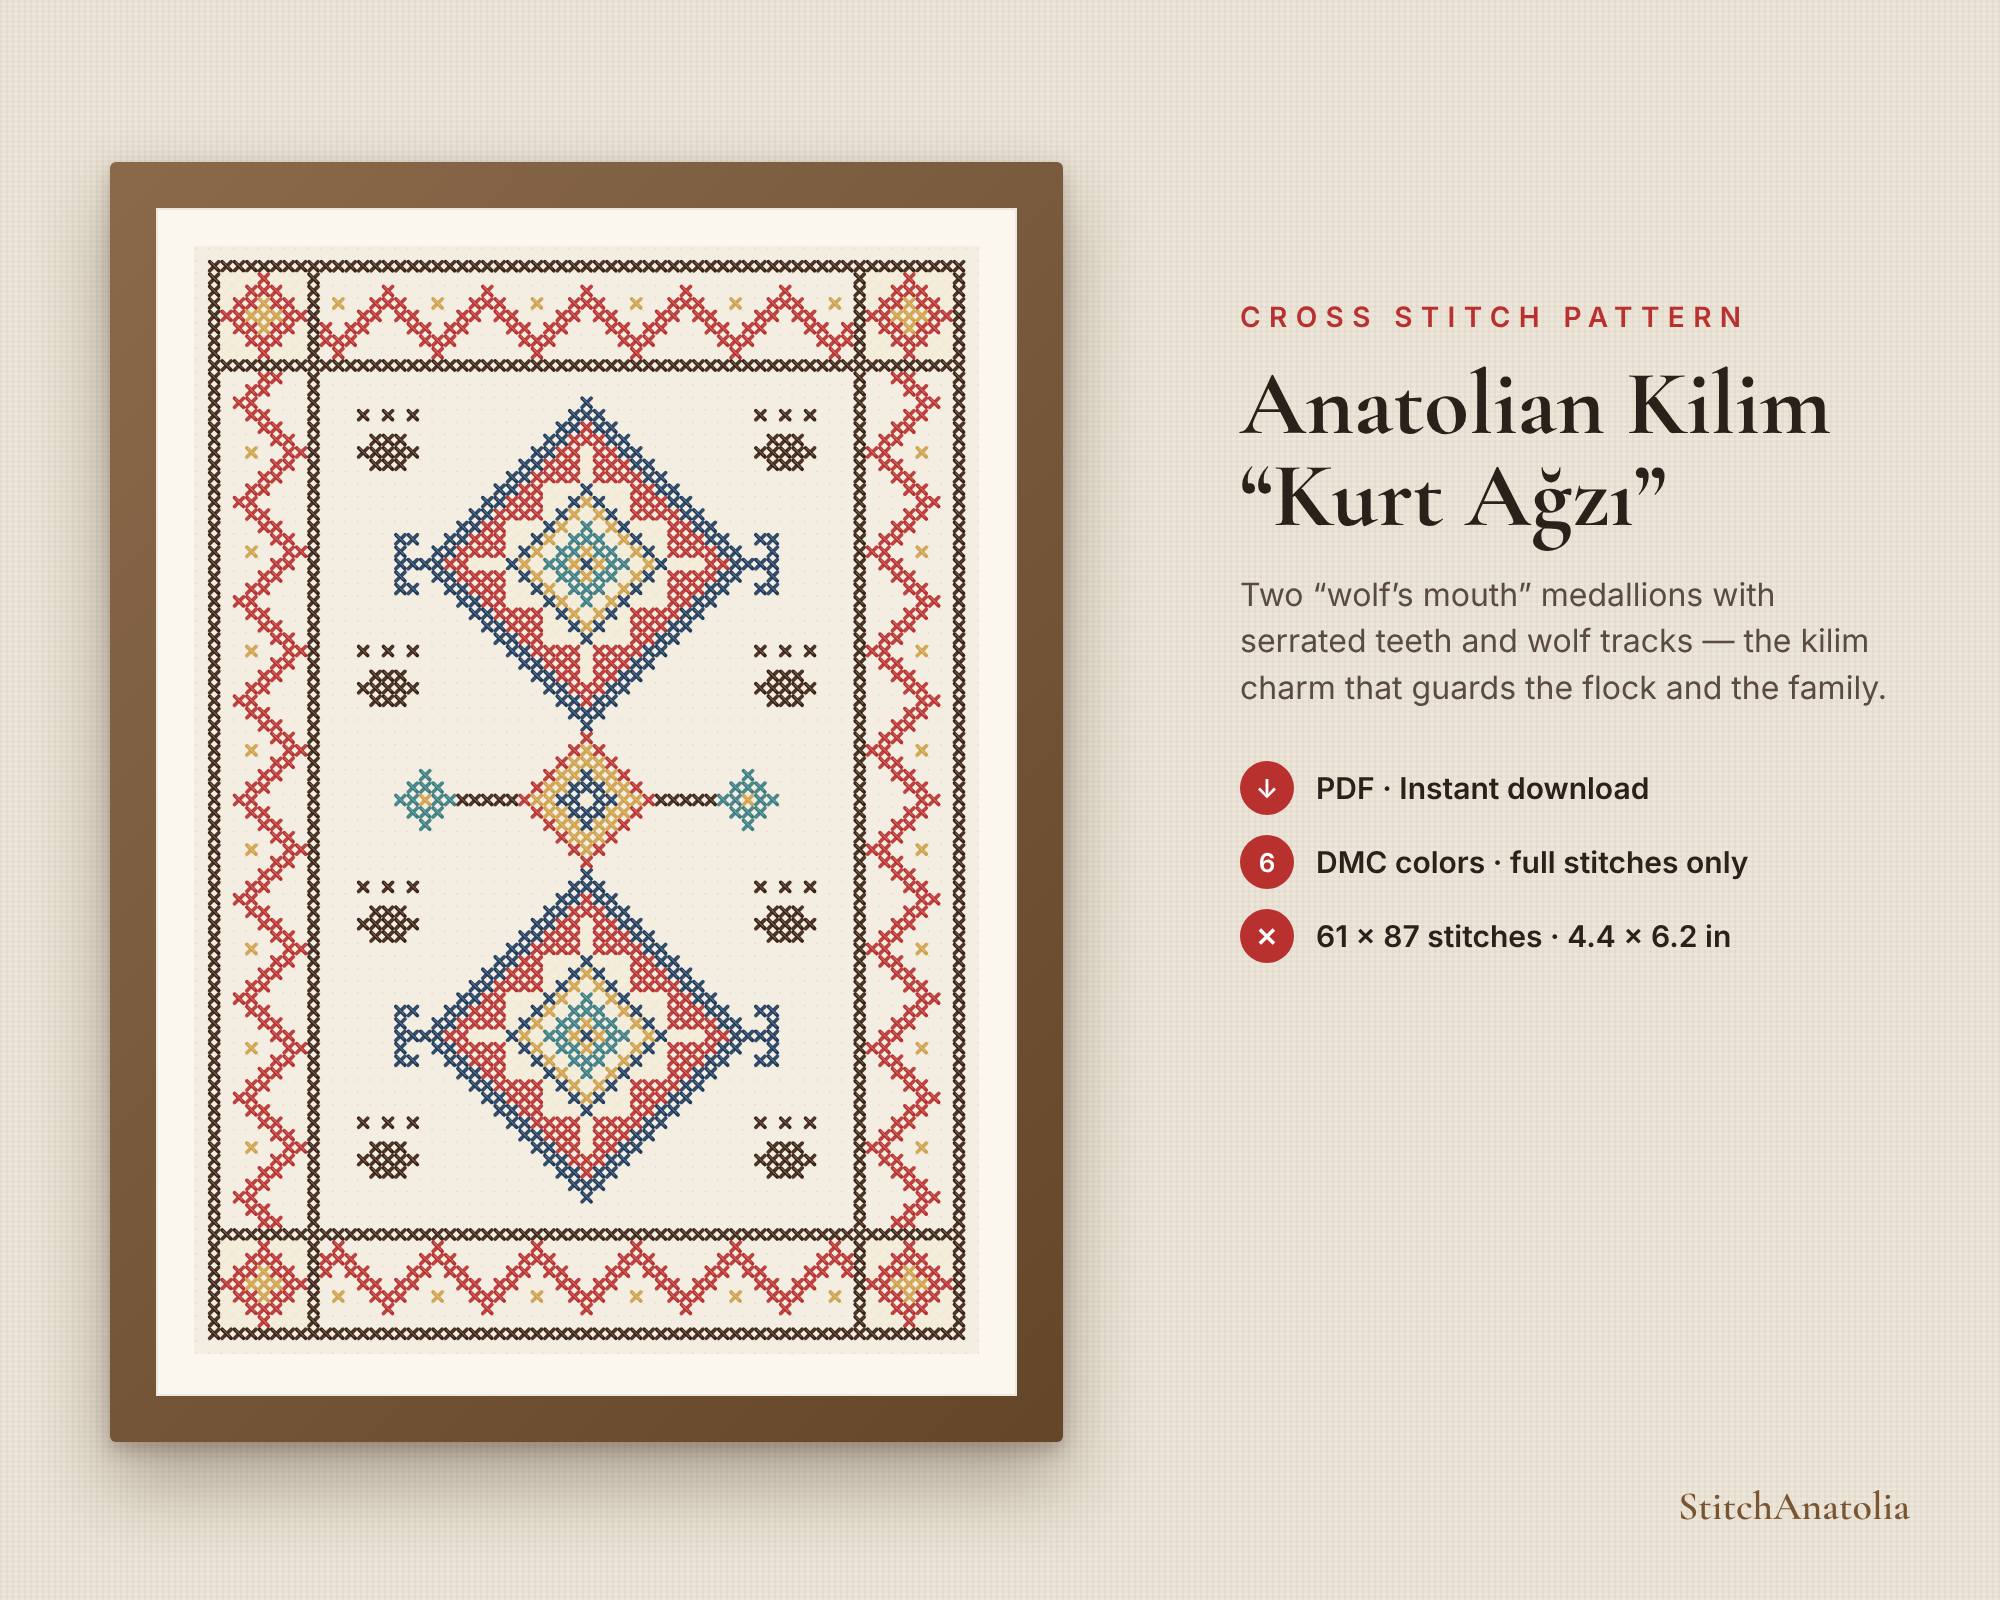 CROSS STITCH PATTERN
Anatolian Kilim
“Kurt Ağzı”
Two “wolf’s mouth” medallions with
serrated teeth and wolf tracks — the kilim
charm that guards the flock and the family.
↓ PDF · Instant download
6 DMC colors · full stitches only
× 61 × 87 stitches · 4.4 × 6.2 in
StitchAnatolia